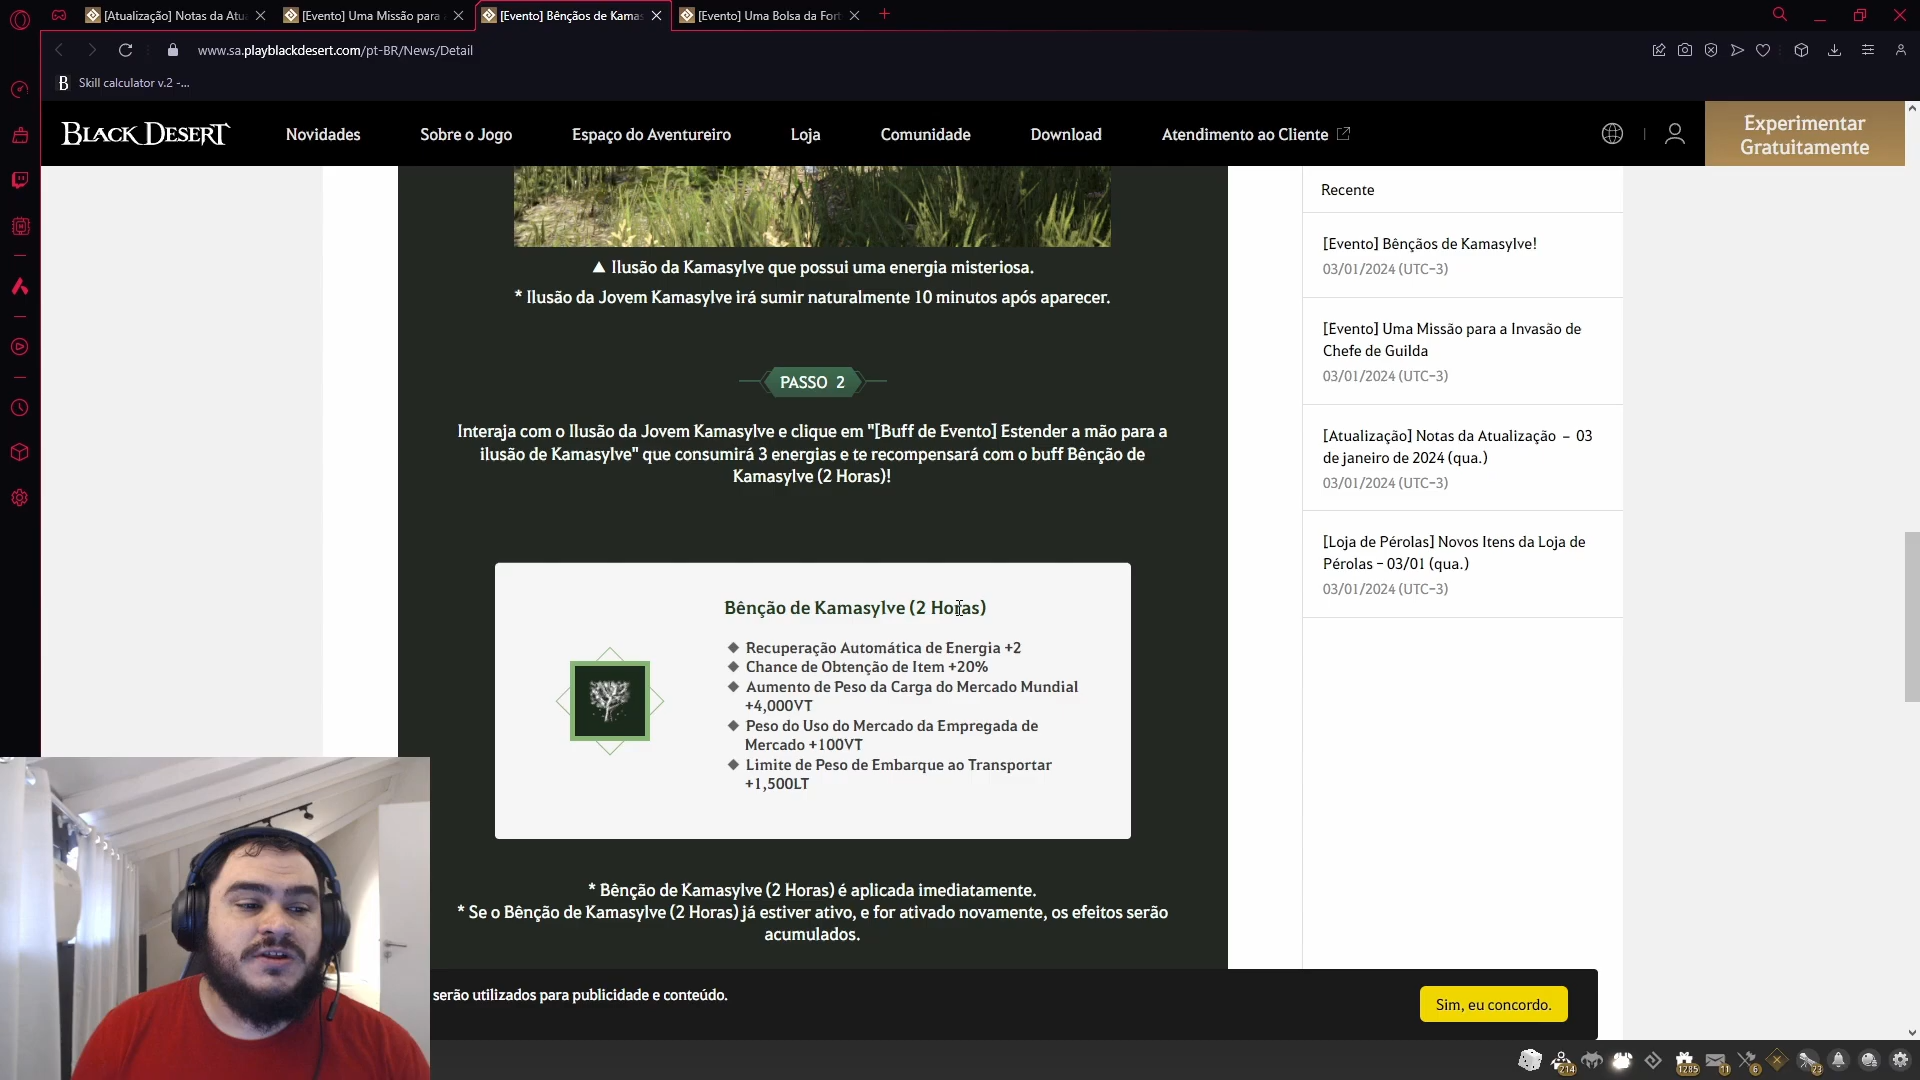 [Atualização] Notas da Atua
[Evento] Uma Missão para
[Evento] Bênçãos de Kamas
[Evento] Uma Bolsa da Fort
www.sa.playblackdesert.com/pt-BR/News/Detail
B Skill calculator v.2 -...
BLACK DESERT
Novidades
Sobre o Jogo
Espaço do Aventureiro
Loja
Comunidade
Download
Atendimento ao Cliente
Experimentar
Gratuitamente
▲ Ilusão da Kamasylve que possui uma energia misteriosa.
* Ilusão da Jovem Kamasylve irá sumir naturalmente 10 minutos após aparecer.
PASSO 2
Interaja com o Ilusão da Jovem Kamasylve e clique em "[Buff de Evento] Estender a mão para a
ilusão de Kamasylve" que consumirá 3 energias e te recompensará com o buff Bênção de
Kamasylve (2 Horas)!
Bênção de Kamasylve (2 Horas)
◆ Recuperação Automática de Energia +2
◆ Chance de Obtenção de Item +20%
◆ Aumento de Peso da Carga do Mercado Mundial
+4,000VT
◆ Peso do Uso do Mercado da Empregada de
Mercado +100VT
◆ Limite de Peso de Embarque ao Transportar
+1,500LT
* Bênção de Kamasylve (2 Horas) é aplicada imediatamente.
* Se o Bênção de Kamasylve (2 Horas) já estiver ativo, e for ativado novamente, os efeitos serão
acumulados.
Recente
[Evento] Bênçãos de Kamasylve!
03/01/2024 (UTC-3)
[Evento] Uma Missão para a Invasão de
Chefe de Guilda
03/01/2024 (UTC-3)
[Atualização] Notas da Atualização – 03
de janeiro de 2024 (qua.)
03/01/2024 (UTC-3)
[Loja de Pérolas] Novos Itens da Loja de
Pérolas – 03/01 (qua.)
03/01/2024 (UTC-3)
serão utilizados para publicidade e conteúdo.
Sim, eu concordo.
214
1285
11
6
23